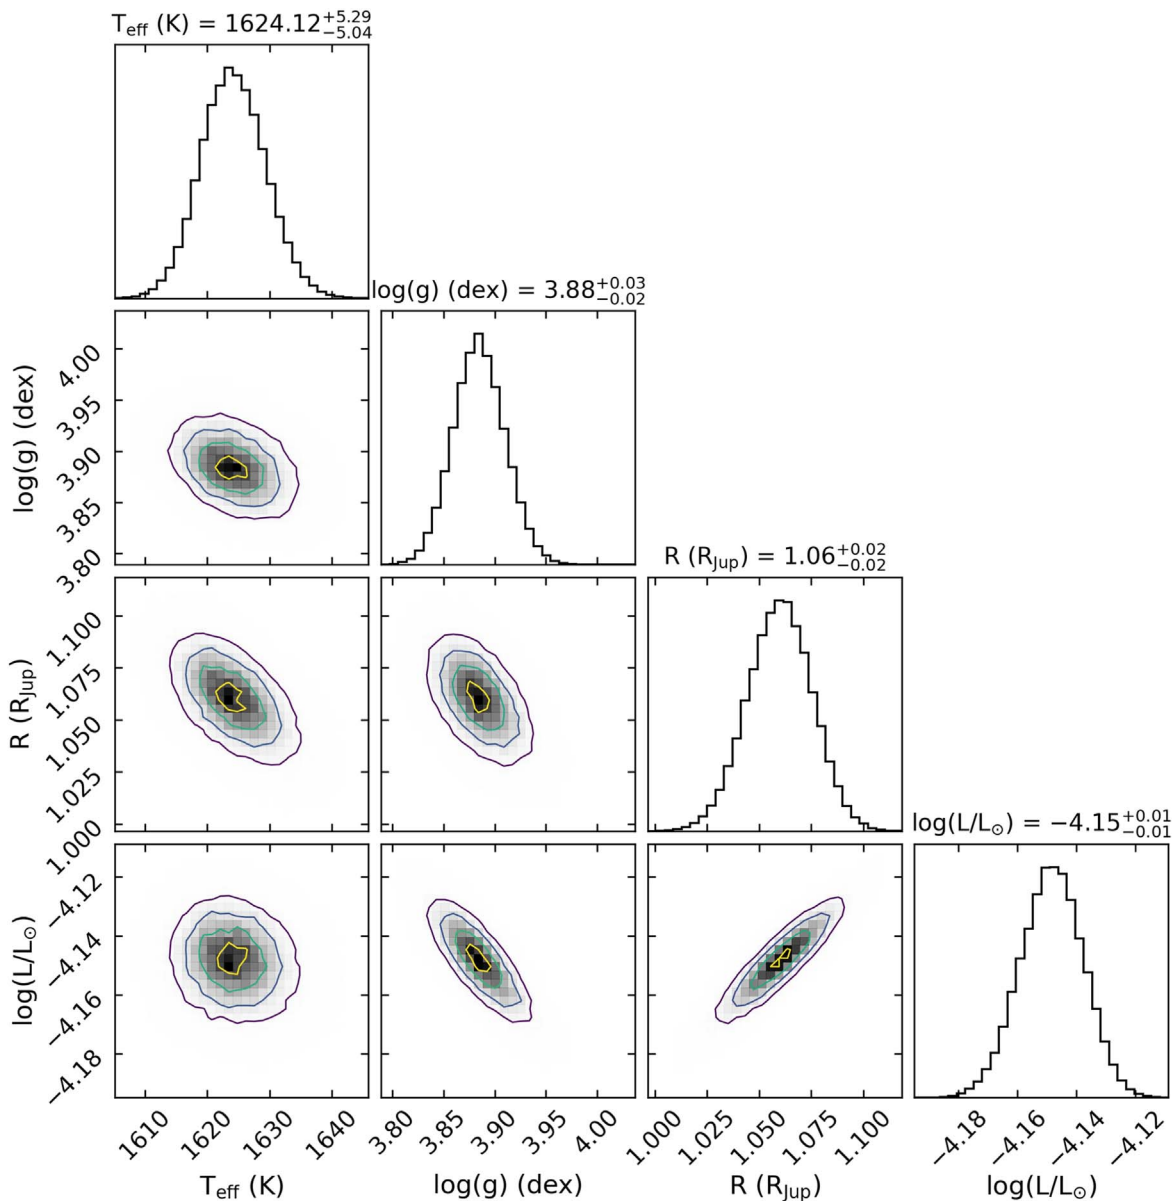 T_eff (K) = 1624.12^{+5.29}_{−5.04}
log(g) (dex) = 3.88^{+0.03}_{−0.02}
4.00
3.95
3.90
3.85
3.80
log(g) (dex)
R (R_Jup) = 1.06^{+0.02}_{−0.02}
1.100
1.075
1.050
1.025
1.000
R (R_Jup)
log(L/L_⊙) = −4.15^{+0.01}_{−0.01}
−4.12
−4.14
−4.16
−4.18
log(L/L_⊙)
1610 1620 1630 1640
T_eff (K)
3.80 3.85 3.90 3.95 4.00
log(g) (dex)
1.000 1.025 1.050 1.075 1.100
R (R_Jup)
−4.18 −4.16 −4.14 −4.12
log(L/L_⊙)